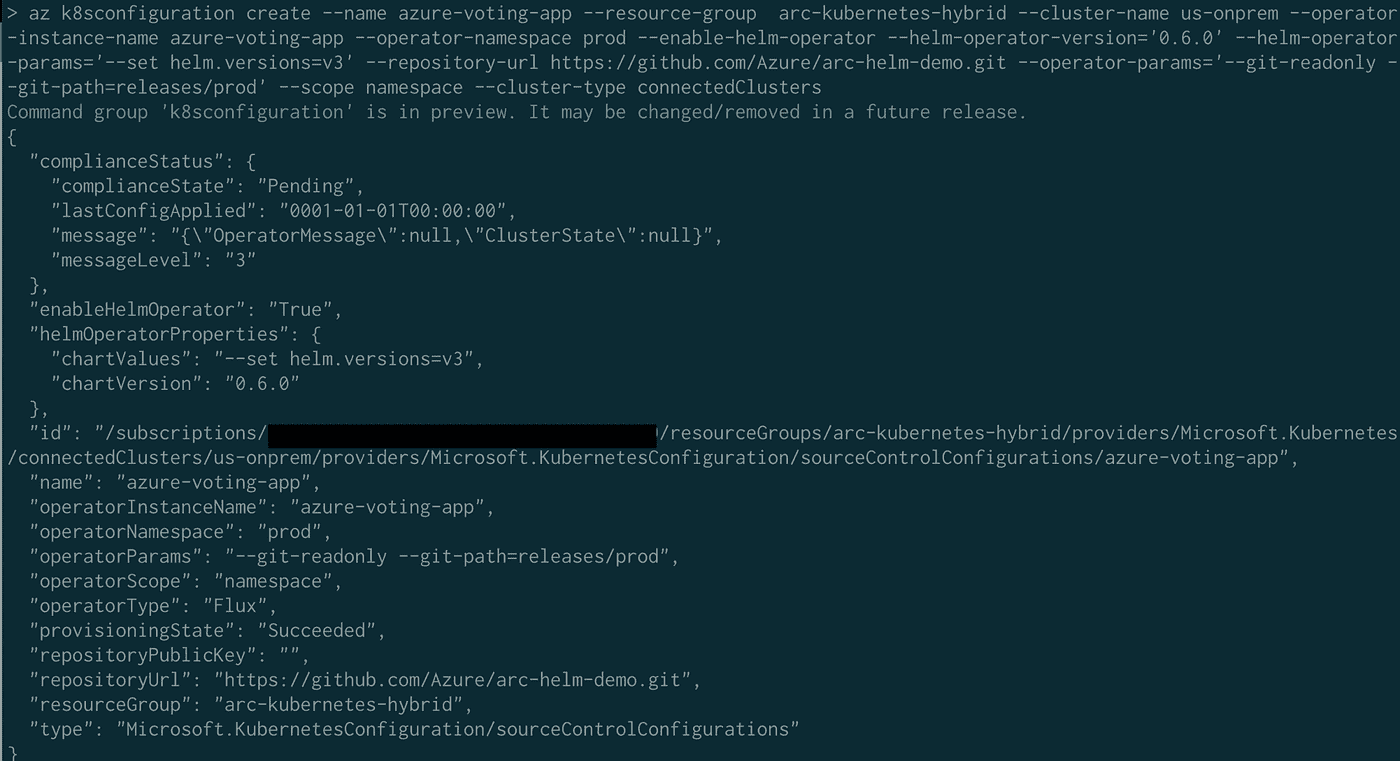 > az k8sconfiguration create --name azure-voting-app --resource-group  arc-kubernetes-hybrid --cluster-name us-onprem --operator
-instance-name azure-voting-app --operator-namespace prod --enable-helm-operator --helm-operator-version='0.6.0' --helm-operator
-params='--set helm.versions=v3' --repository-url https://github.com/Azure/arc-helm-demo.git --operator-params='--git-readonly -
-git-path=releases/prod' --scope namespace --cluster-type connectedClusters
Command group 'k8sconfiguration' is in preview. It may be changed/removed in a future release.
{
  "complianceStatus": {
    "complianceState": "Pending",
    "lastConfigApplied": "0001-01-01T00:00:00",
    "message": "{\"OperatorMessage\":null,\"ClusterState\":null}",
    "messageLevel": "3"
  },
  "enableHelmOperator": "True",
  "helmOperatorProperties": {
    "chartValues": "--set helm.versions=v3",
    "chartVersion": "0.6.0"
  },
  "id": "/subscriptions/ /resourceGroups/arc-kubernetes-hybrid/providers/Microsoft.Kubernetes
/connectedClusters/us-onprem/providers/Microsoft.KubernetesConfiguration/sourceControlConfigurations/azure-voting-app",
  "name": "azure-voting-app",
  "operatorInstanceName": "azure-voting-app",
  "operatorNamespace": "prod",
  "operatorParams": "--git-readonly --git-path=releases/prod",
  "operatorScope": "namespace",
  "operatorType": "Flux",
  "provisioningState": "Succeeded",
  "repositoryPublicKey": "",
  "repositoryUrl": "https://github.com/Azure/arc-helm-demo.git",
  "resourceGroup": "arc-kubernetes-hybrid",
  "type": "Microsoft.KubernetesConfiguration/sourceControlConfigurations"
}